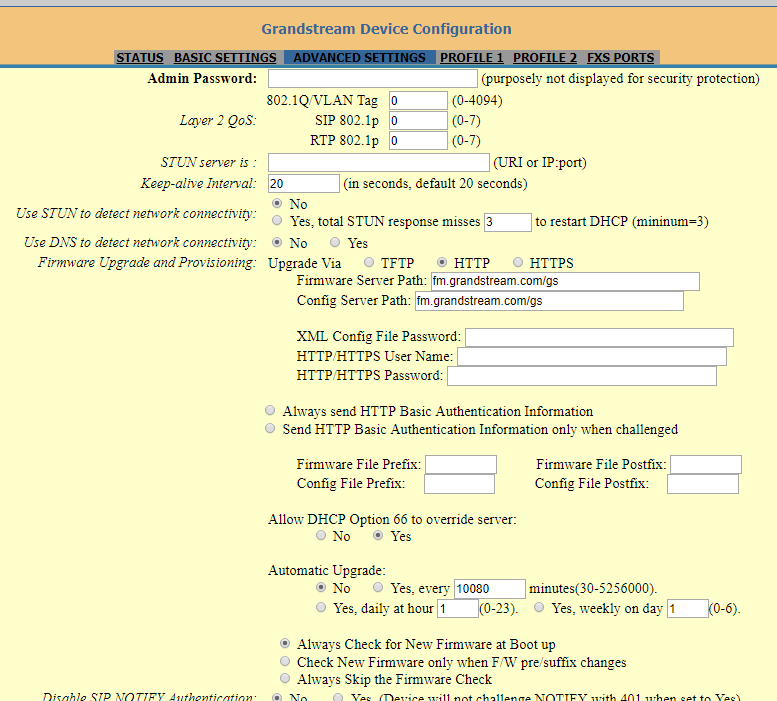 Grandstream Device Configuration
STATUS BASIC SETTINGS ADVANCED SETTINGS PROFILE 1 PROFILE 2 FXS PORTS
Admin Password: (purposely not displayed for security protection)
802.1Q/VLAN Tag 0 (0-4094)
Layer 2 QoS: SIP 802.1p 0 (0-7)
RTP 802.1p 0 (0-7)
STUN server is : (URI or IP:port)
Keep-alive Interval: 20 (in seconds, default 20 seconds)
No
Use STUN to detect network connectivity:
Yes, total STUN response misses 3 to restart DHCP (mininum=3)
Use DNS to detect network connectivity: No Yes
Firmware Upgrade and Provisioning: Upgrade Via TFTP HTTP HTTPS
Firmware Server Path: fm.grandstream.com/gs
Config Server Path: fm.grandstream.com/gs
XML Config File Password:
HTTP/HTTPS User Name:
HTTP/HTTPS Password:
Always send HTTP Basic Authentication Information
Send HTTP Basic Authentication Information only when challenged
Firmware File Prefix: Firmware File Postfix:
Config File Prefix: Config File Postfix:
Allow DHCP Option 66 to override server:
No Yes
Automatic Upgrade:
No Yes, every 10080 minutes(30-5256000).
Yes, daily at hour 1 (0-23). Yes, weekly on day 1 (0-6).
Always Check for New Firmware at Boot up
Check New Firmware only when F/W pre/suffix changes
Always Skip the Firmware Check
Disable SIP NOTIFY Authentication: No Yes (Device will not challenge NOTIFY with 401 when set to Yes)